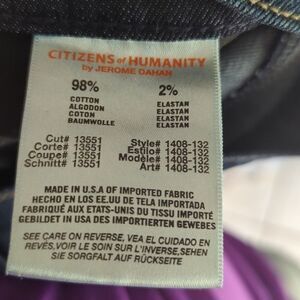 CITIZENS of HUMANITY
by JEROME DAHAN
98% 2%
COTTON ELASTAN
ALGODON ELASTAN
COTON ELASTAN
BAUMWOLLE ELASTAN
Cut# 13551 Style# 1408-132
Corte# 13551 Estilo# 1408-132
Coupe# 13551 Modèle# 1408-132
Schnitt# 13551 Art# 1408-132
MADE IN U.S.A OF IMPORTED FABRIC
HECHO EN LOS EE.UU DE TELA IMPORTADA
FABRIQUÉ AUX ETATS-UNIS DU TISSU IMPORTÉ
GEBILDET IN USA DES IMPORTIERTEN GEWEBES
SEE CARE ON REVERSE, VEA EL CUIDADO EN
REVÉS, VOIR LE SOIN SUR L'INVERSE, SEHEN
SIE SORGFALT AUF RÜCKSEITE